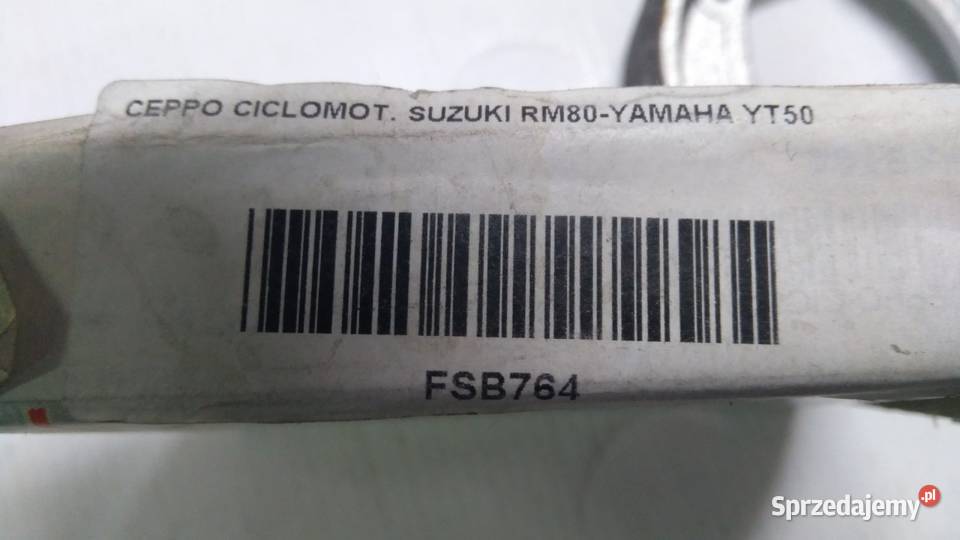 CEPPO CICLOMOT. SUZUKI RM80-YAMAHA YT50
FSB764
Sprzedajemy.pl